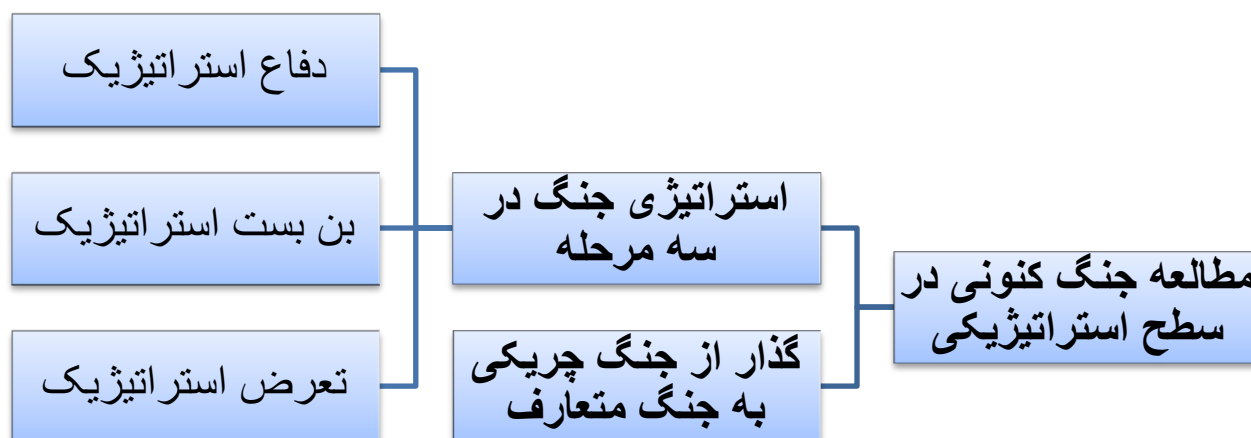 مطالعه جنگ کنونی در
سطح استراتیژیکی
استراتیژی جنگ در
سه مرحله
دفاع استراتیژیک
بن بست استراتیژیک
تعرض استراتیژیک
گذار از جنگ چریکی
به جنگ متعارف